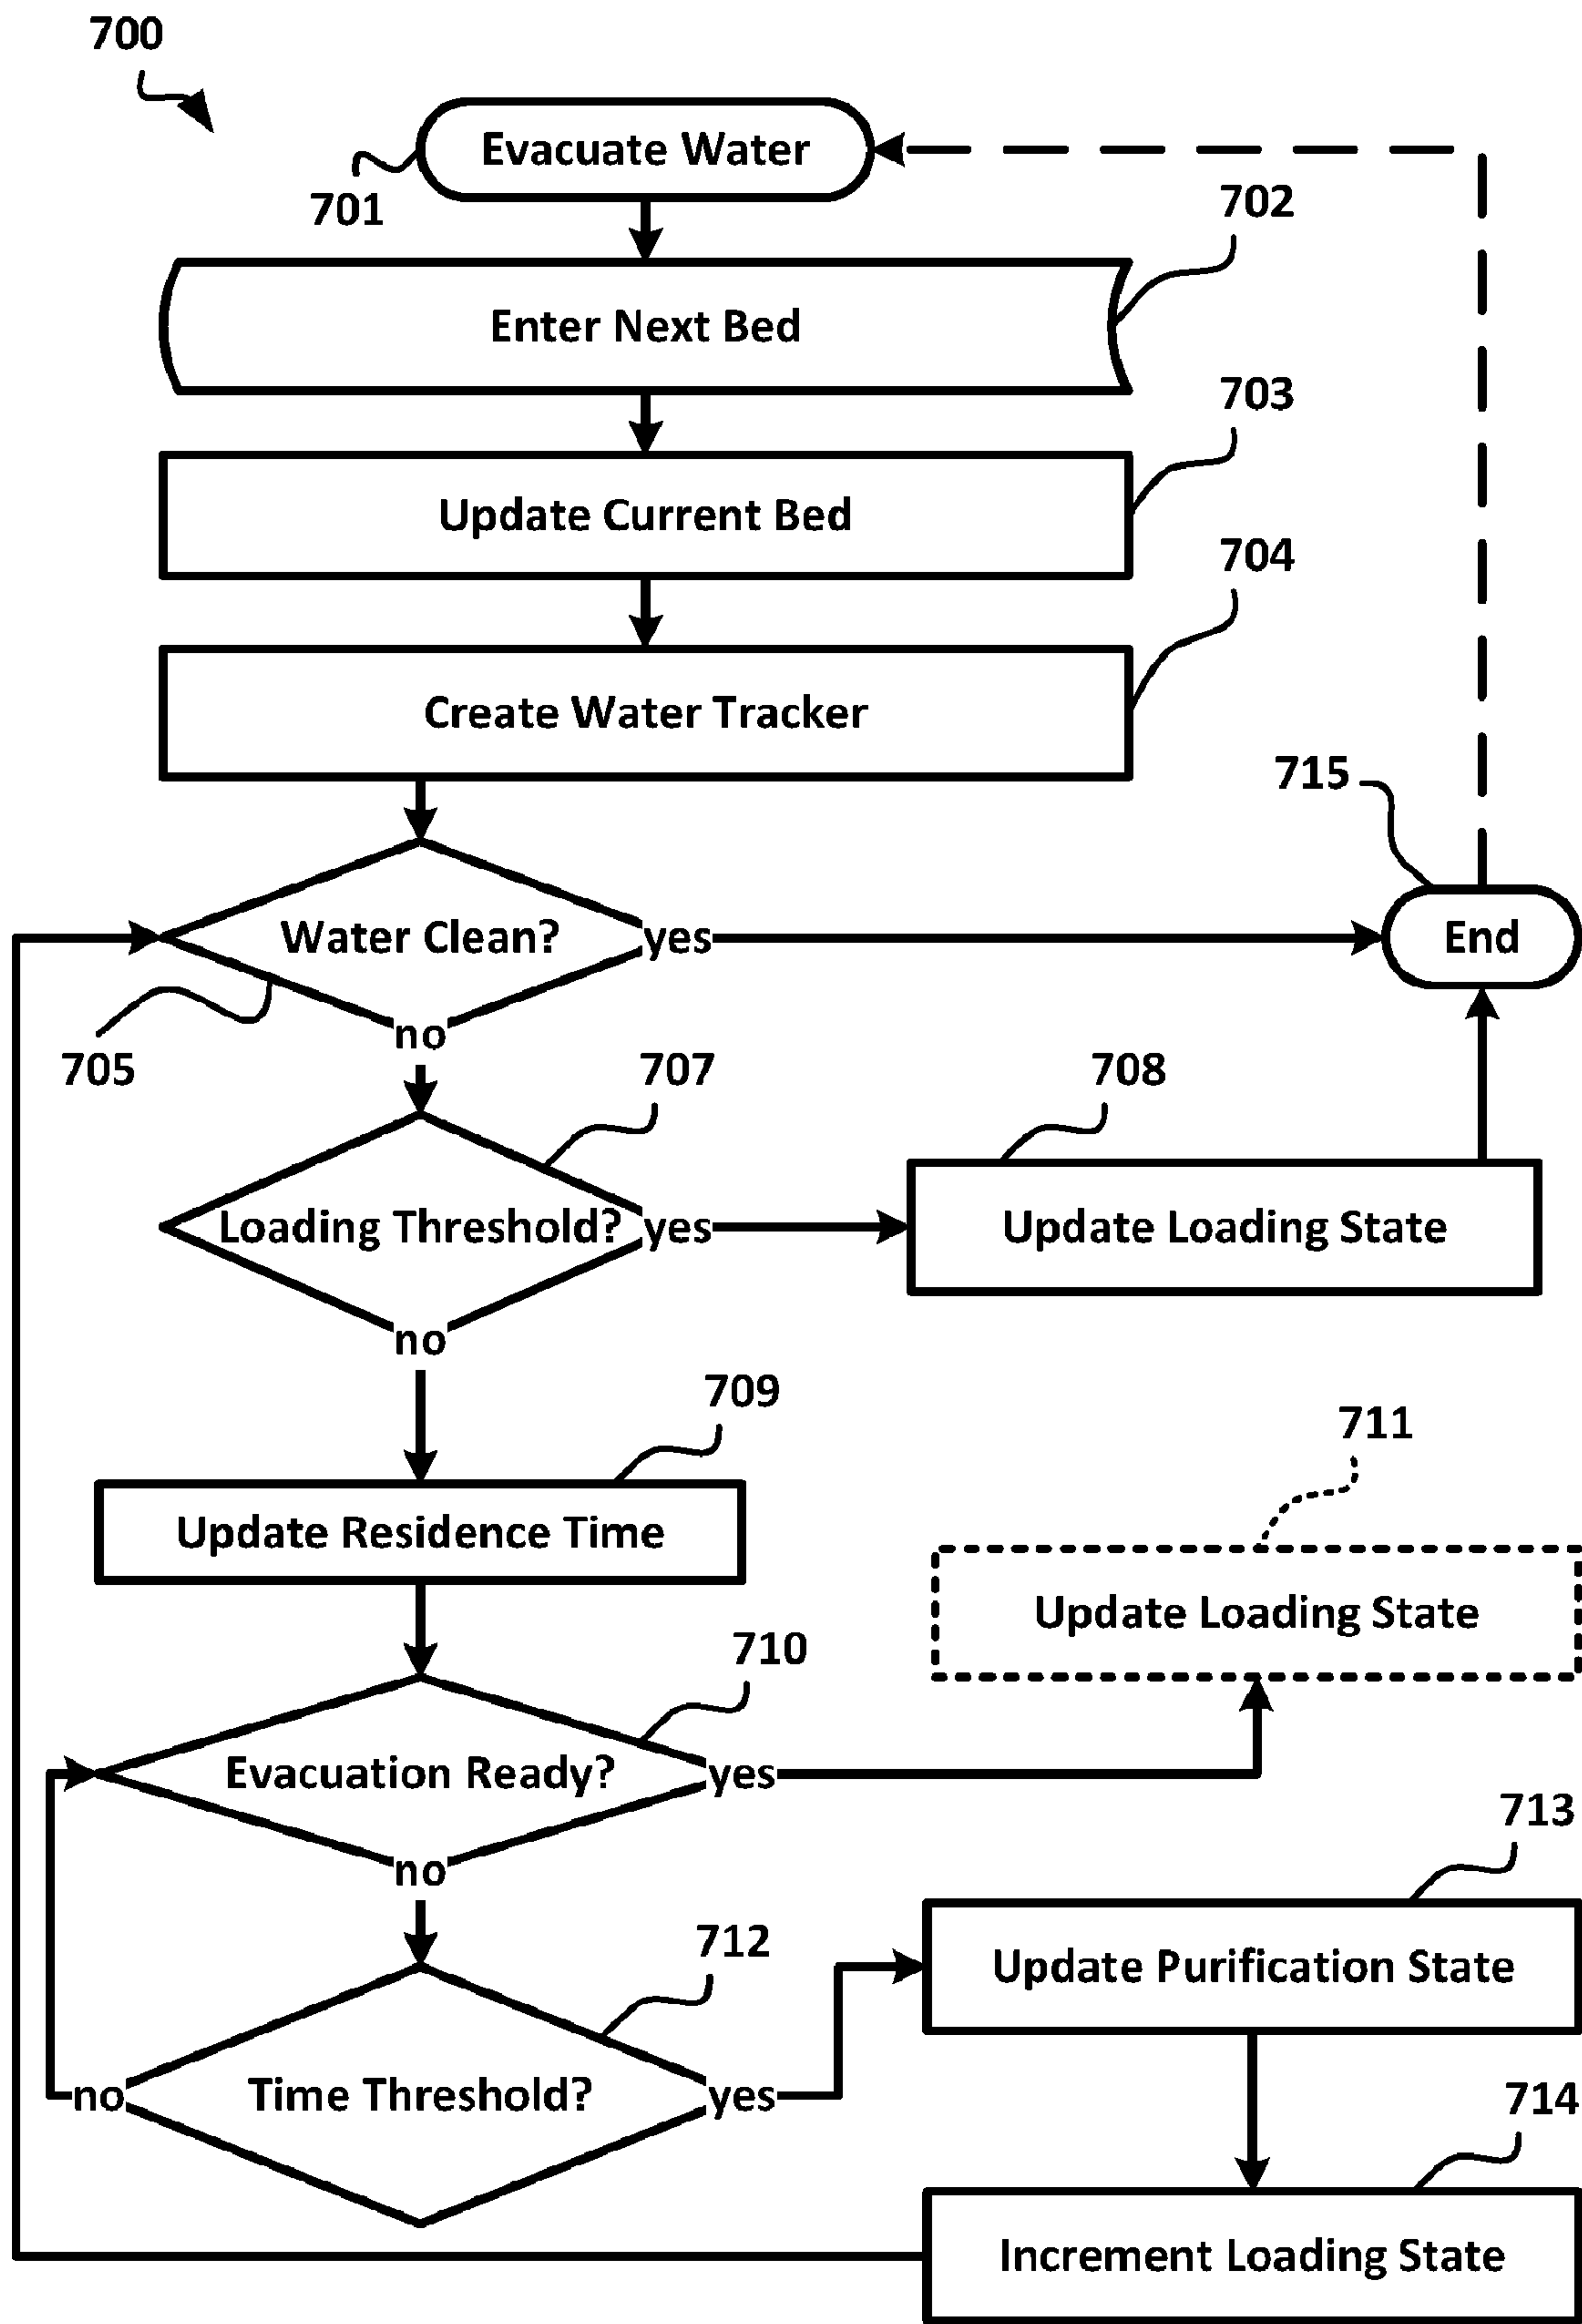 700
Evacuate Water
701
702
Enter Next Bed
703
Update Current Bed
704
Create Water Tracker
715
Water Clean?
yes
End
no
705
707
708
Loading Threshold?
yes
Update Loading State
no
709
711
Update Residence Time
Update Loading State
710
Evacuation Ready?
yes
713
no
712
Update Purification State
no
Time Threshold?
yes
714
Increment Loading State